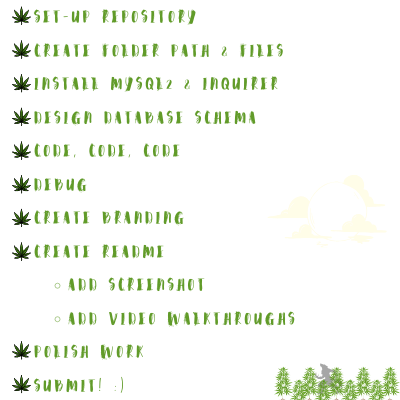 SET-UP REPOSITORY
CREATE FOLDER PATH & FILES
INSTALL MYSQL2 & INQUIRER
DESIGN DATABASE SCHEMA
CODE, CODE, CODE
DEBUG
CREATE BRANDING
CREATE README
ADD SCREENSHOT
ADD VIDEO WALKTHROUGHS
POLISH WORK
SUBMIT! :)